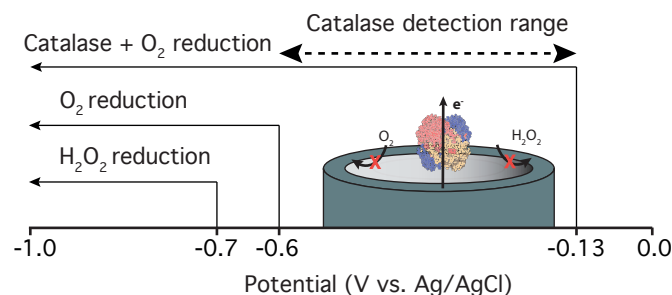 Catalase detection range
Catalase + O₂ reduction
O₂ reduction
H₂O₂ reduction
e⁻
O₂
H₂O₂
X
X
-1.0 -0.7 -0.6 -0.13 0.0
Potential (V vs. Ag/AgCl)